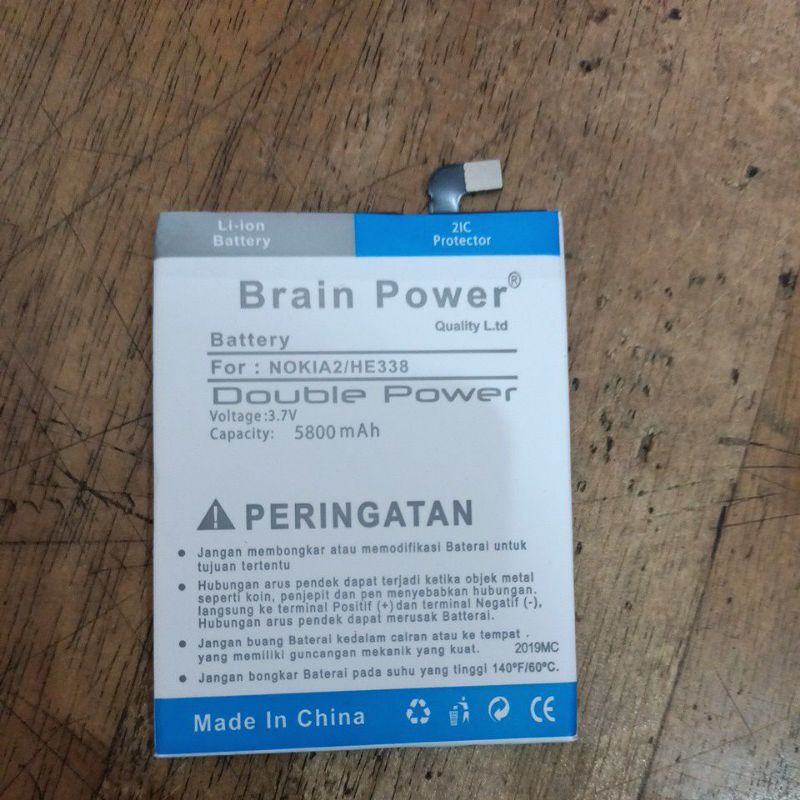 Li-ion
Battery
2IC
Protector
Brain Power®
Quality L.td
Battery
For : NOKIA2/HE338
Double Power
Voltage:3.7V
Capacity: 5800mAh
PERINGATAN
• Jangan membongkar atau memodifikasi Baterai untuk
tujuan tertentu
• Hubungan arus pendek dapat terjadi ketika objek metal
seperti koin, penjepit dan pen menyebabkan hubungan.
langsung ke terminal Positif (+) dan terminal Negatif (-),
Hubungan arus pendek dapat merusak Baterai.
• Jangan buang Baterai kedalam cairan atau ke tempat .
yang memiliki guncangan mekanik yang kuat.
2019MC
• Jangan bongkar Baterai pada suhu yang tinggi 140ºF/60ºC.
Made In China
CE